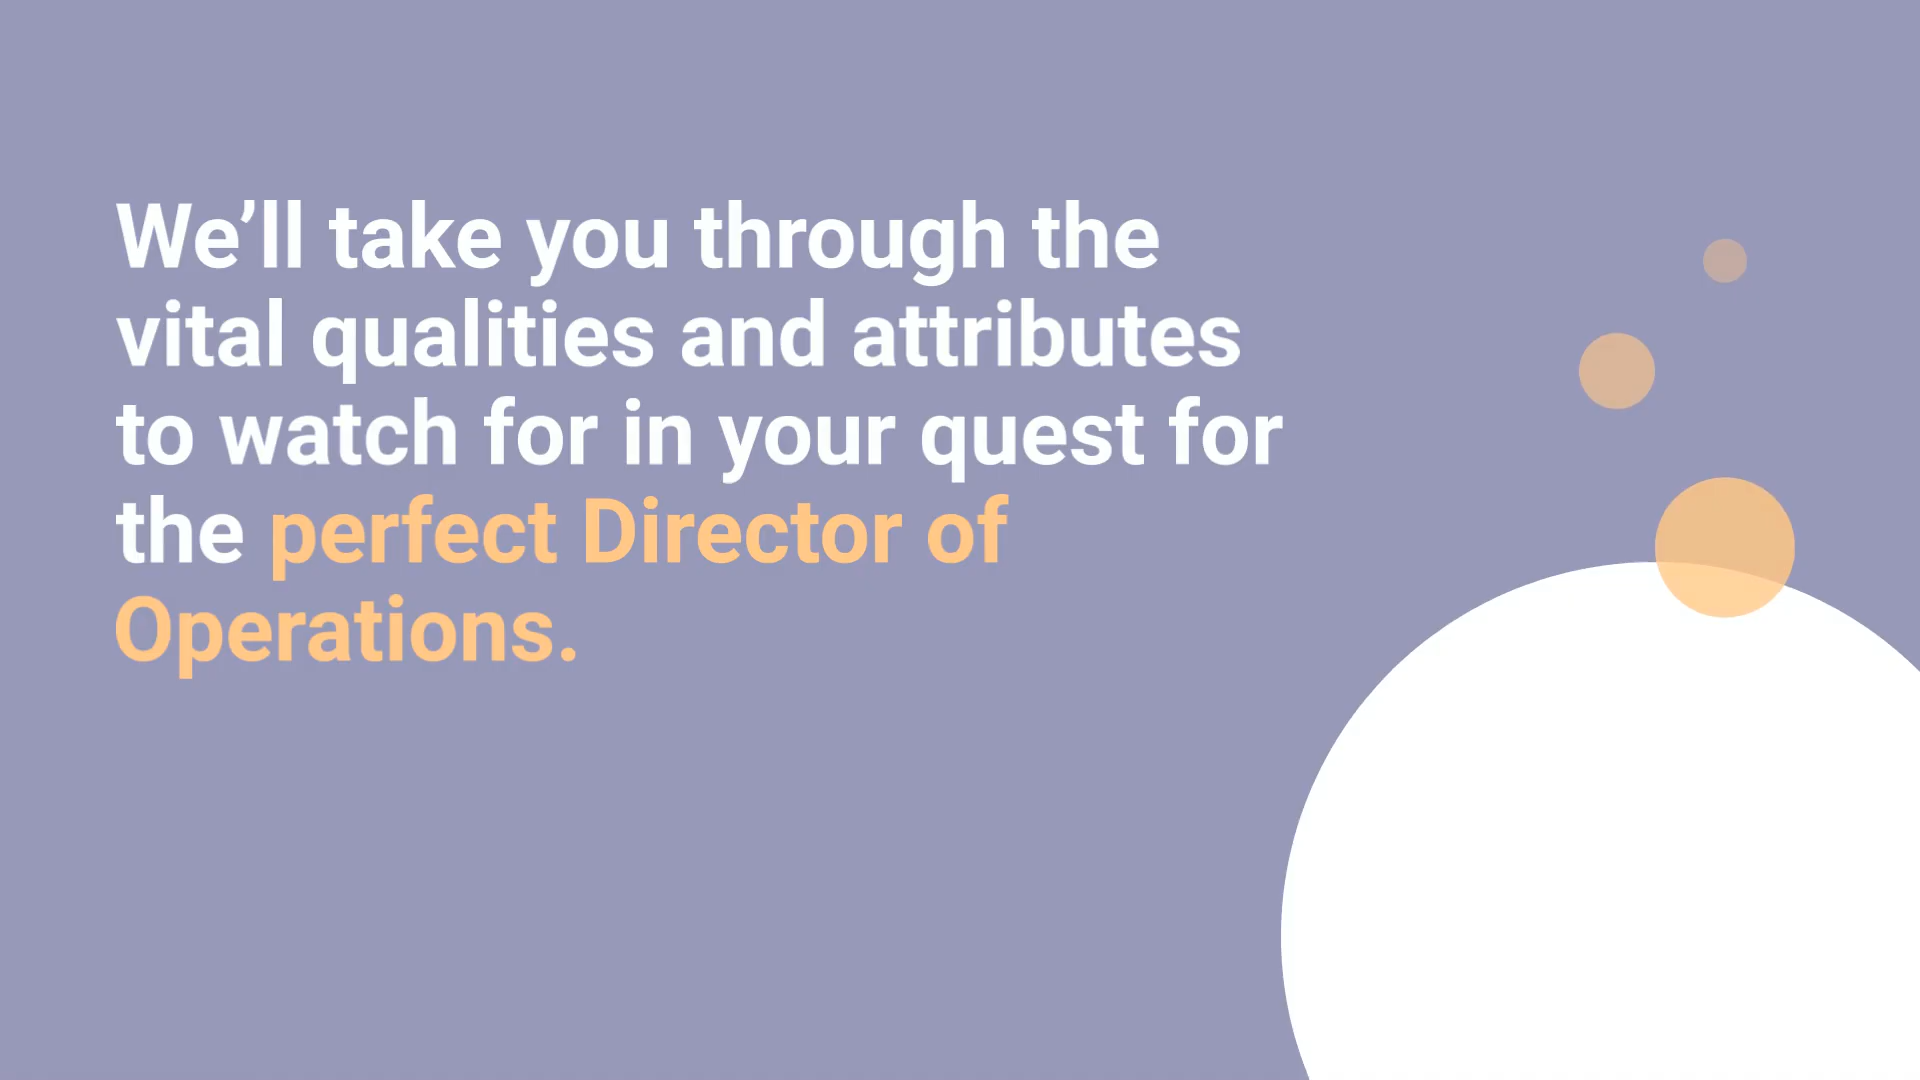 We’ll take you through the
vital qualities and attributes
to watch for in your quest for
the perfect Director of
Operations.